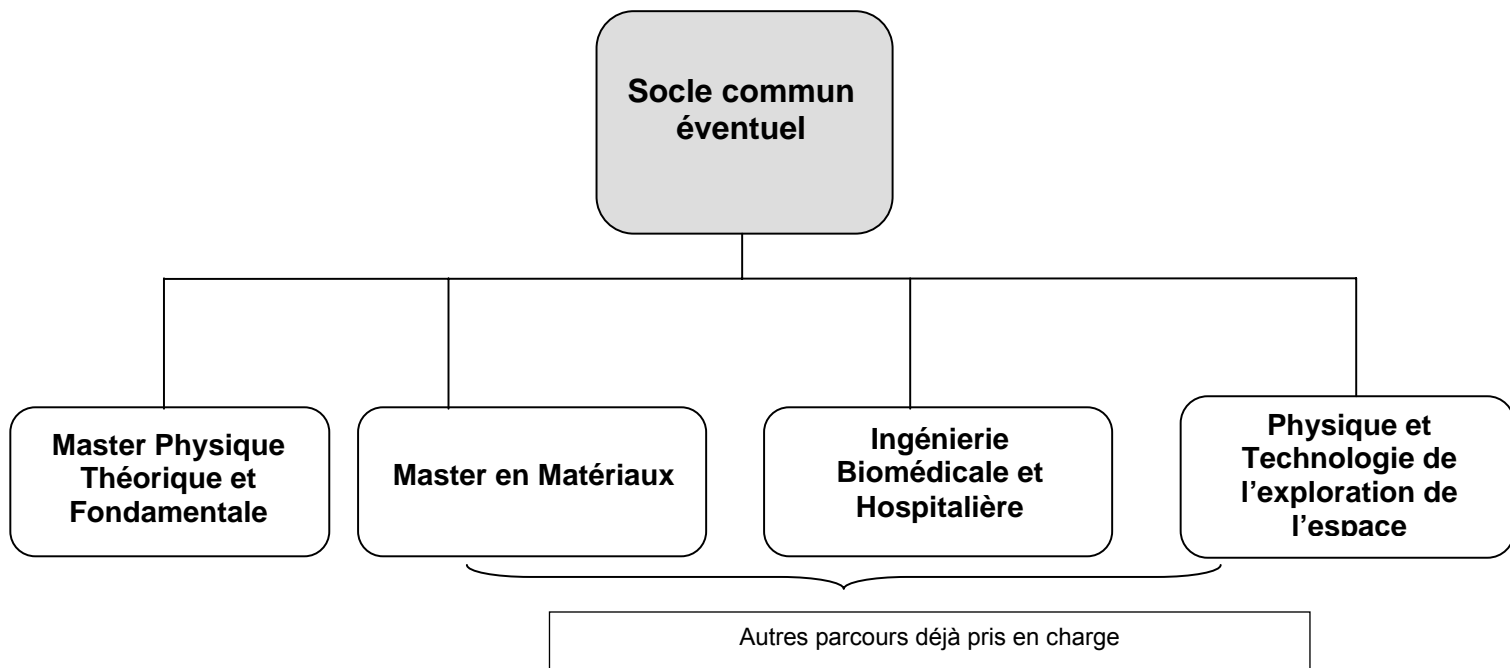 Socle commun
éventuel
Master Physique
Théorique et
Fondamentale
Master en Matériaux
Ingénierie
Biomédicale et
Hospitalière
Physique et
Technologie de
l’exploration de
l’espace
Autres parcours déjà pris en charge